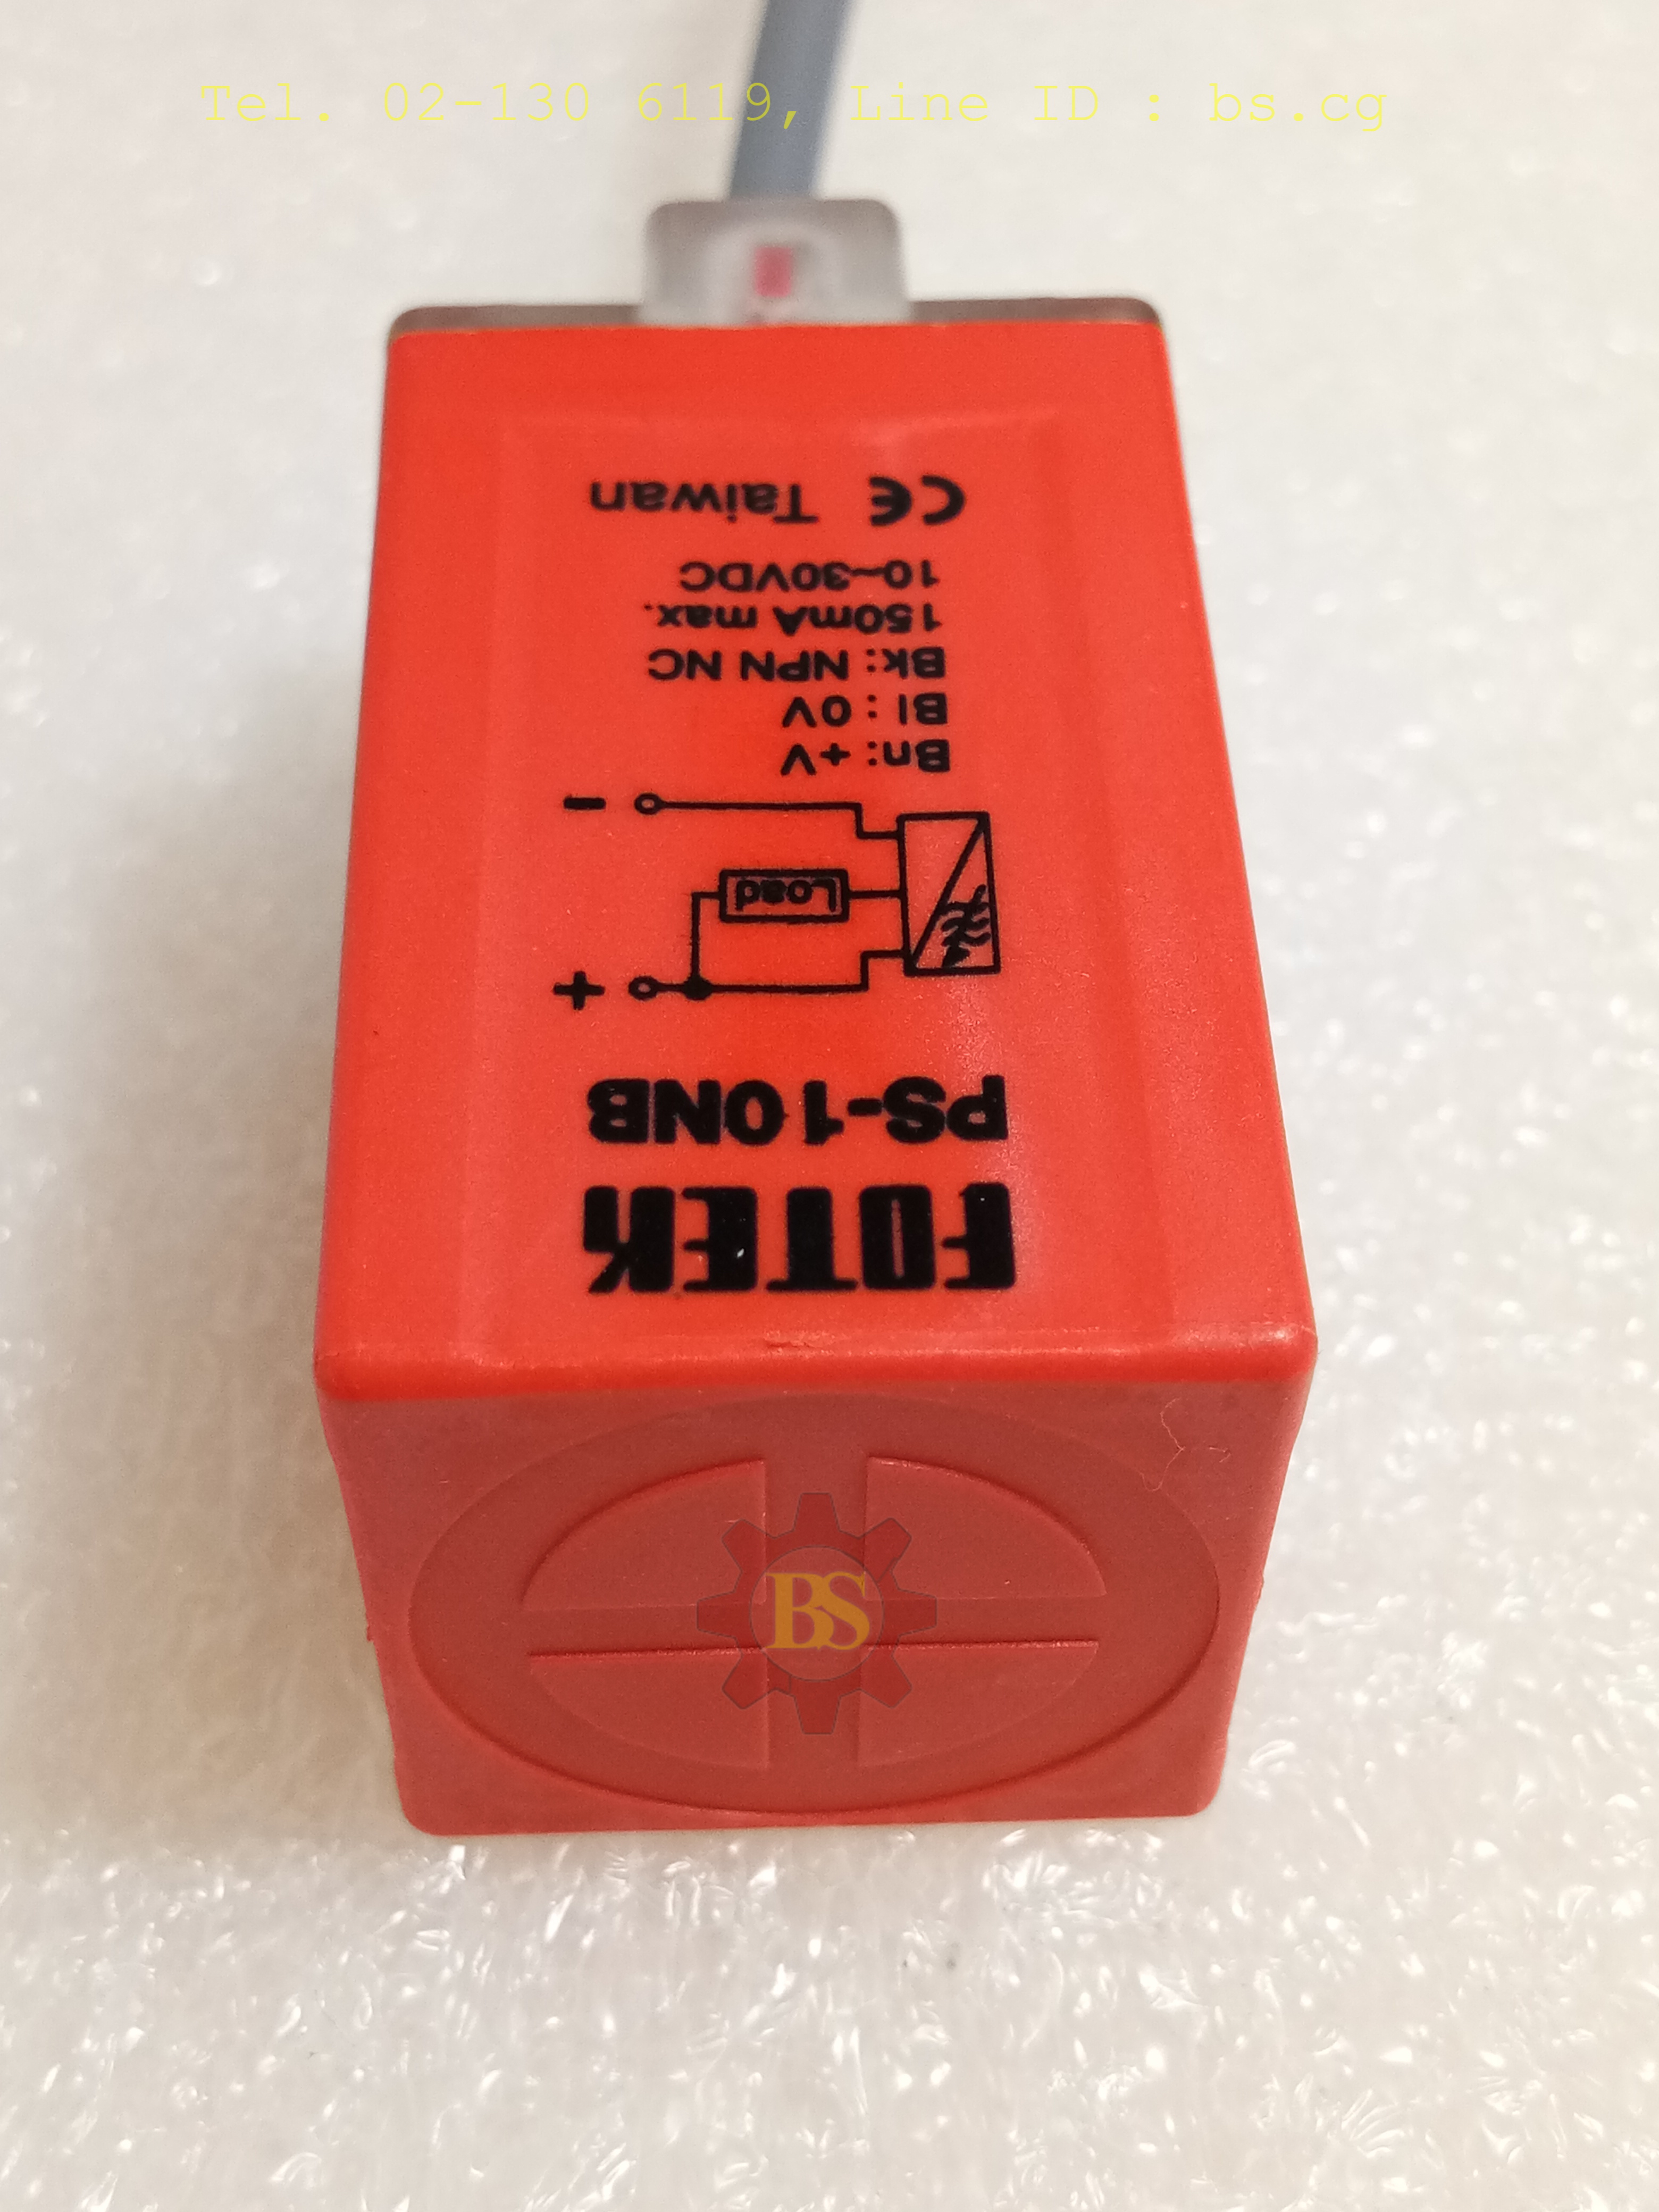 Tel. 02-130 6119, Line ID : bs.cg
FOTEK
PS-10NB
+
Load
-
Bn: +V
Bl : 0V
Bk: NPN NC
150mA max.
10~30VDC
CE Taiwan
BS